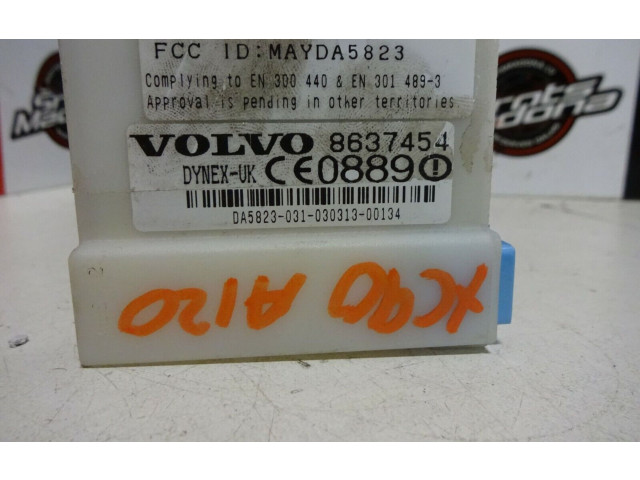 FCC ID:MAYDA5823
Complying to EN 300 440 & EN 301 489-3
Approval is pending in other territories.
VOLVO 8637454
DYNEX-UK CE0889
DA5823-031-030313-00134
XC90 A120